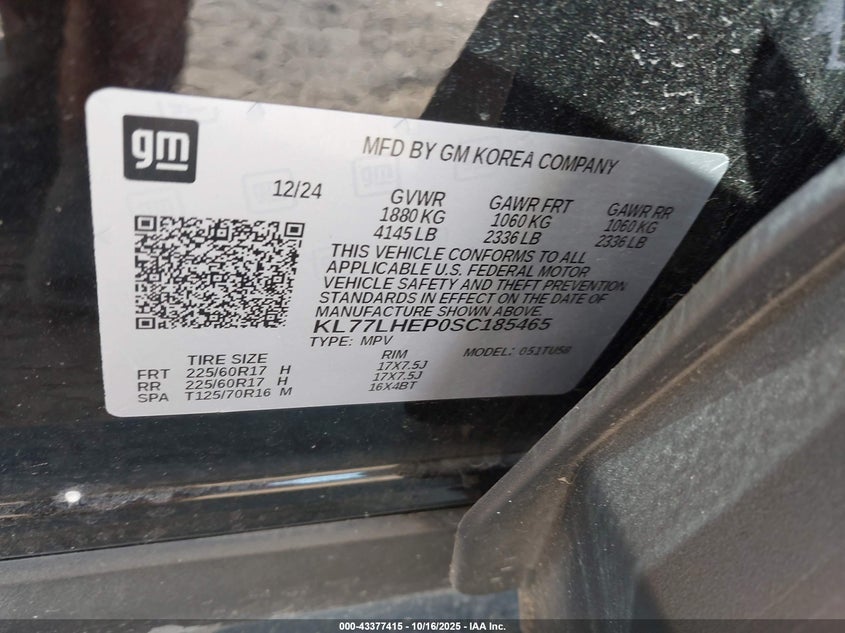 gm
MFD BY GM KOREA COMPANY
12/24
GVWR
1880 KG
4145 LB
GAWR FRT
1060 KG
2336 LB
GAWR RR
1060 KG
2336 LB
THIS VEHICLE CONFORMS TO ALL
APPLICABLE U.S. FEDERAL MOTOR
VEHICLE SAFETY AND THEFT PREVENTION
STANDARDS IN EFFECT ON THE DATE OF
MANUFACTURE SHOWN ABOVE.
KL77LHEP0SC185465
TYPE: MPV
MODEL: 051TU58
TIRE SIZE RIM
FRT 225/60R17 H 17X7.5J
RR 225/60R17 H 17X7.5J
SPA T125/70R16 M 16X4BT
000-43377415 - 10/16/2025 - IAA Inc.